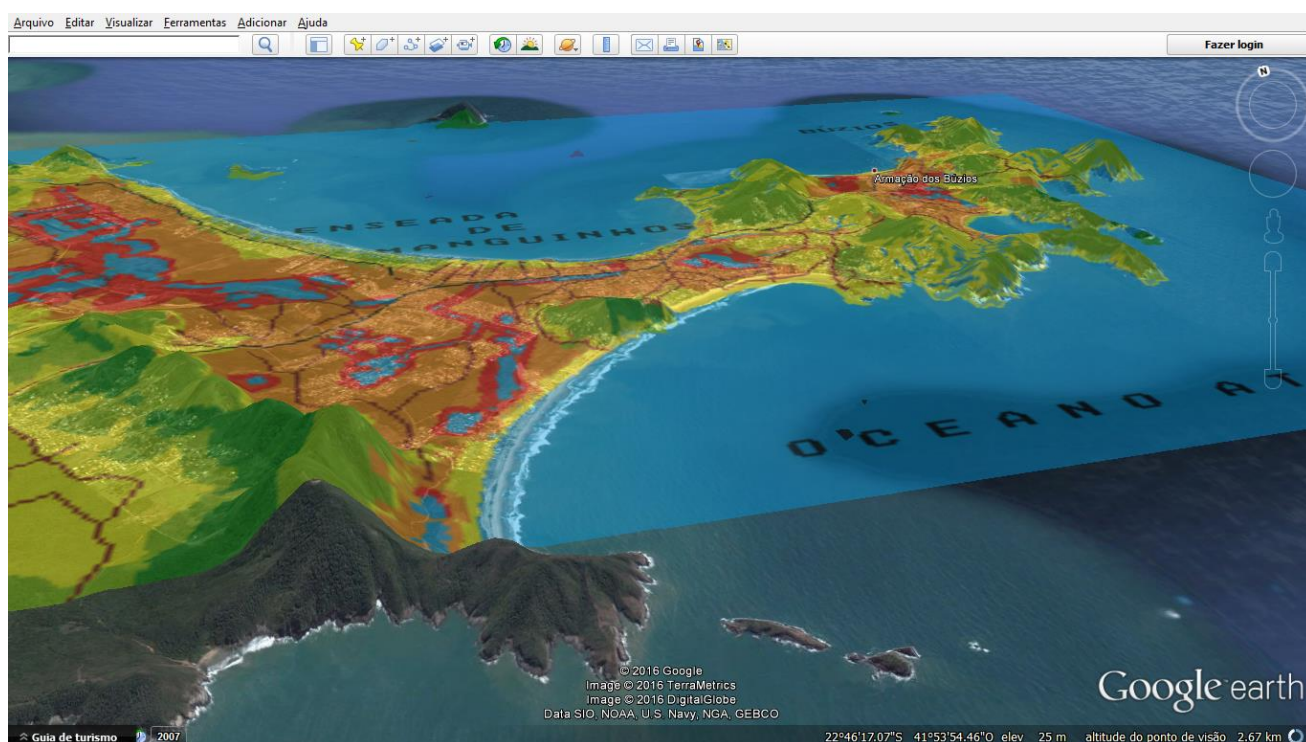 Arquivo Editar Visualizar Ferramentas Adicionar Ajuda
Fazer login
N
BÚZIOS
Armação dos Búzios
ENSEADA
DE
MANGUINHOS
OCEANO AT
© 2016 Google
Image © 2016 TerraMetrics
Image © 2016 DigitalGlobe
Data SIO, NOAA, U.S. Navy, NGA, GEBCO
Google earth
Guia de turismo 2007 22°46'17.07"S 41°53'54.46"O elev 25 m altitude do ponto de visão 2.67 km